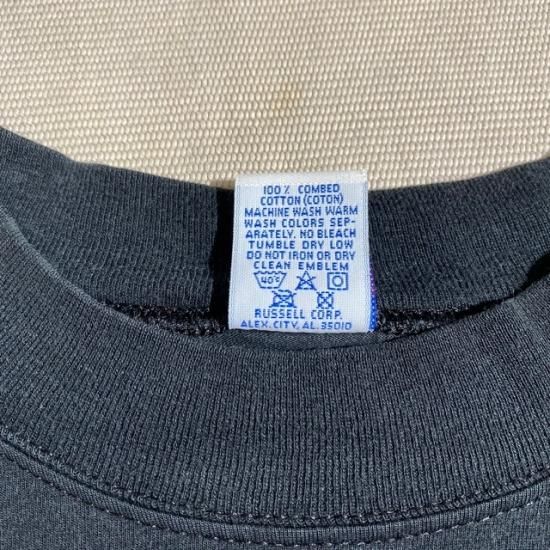 100% COMBED
COTTON (COTON)
MACHINE WASH WARM
WASH COLORS SEP-
ARATELY. NO BLEACH
TUMBLE DRY LOW
DO NOT IRON OR DRY
CLEAN EMBLEM
40°C
RUSSELL CORP.
ALEX. CITY, AL. 35010